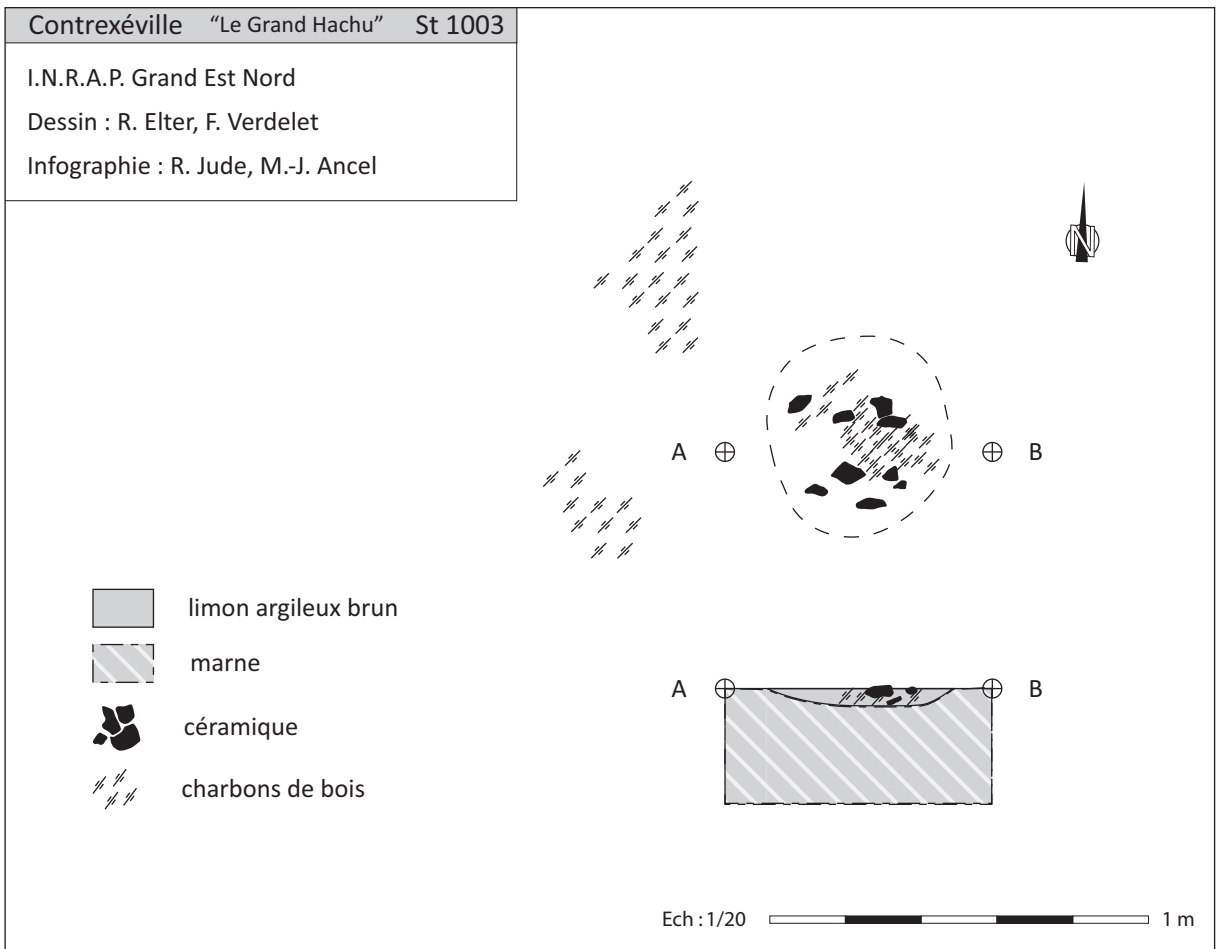 Contrexéville “Le Grand Hachu” St 1003
I.N.R.A.P. Grand Est Nord
Dessin : R. Elter, F. Verdelet
Infographie : R. Jude, M.-J. Ancel
N
A B
limon argileux brun
marne
céramique
charbons de bois
A B
Ech : 1/20 1 m